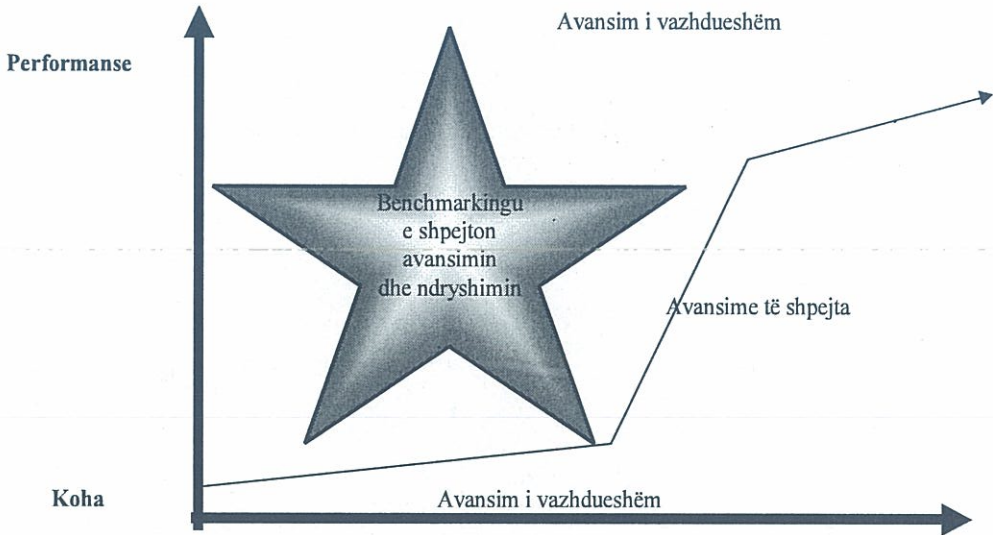 Avansim i vazhdueshëm
Performanse
Benchmarkingu
e shpejton
avansimin
dhe ndryshimin
Avansime të shpejta
Koha
Avansim i vazhdueshëm